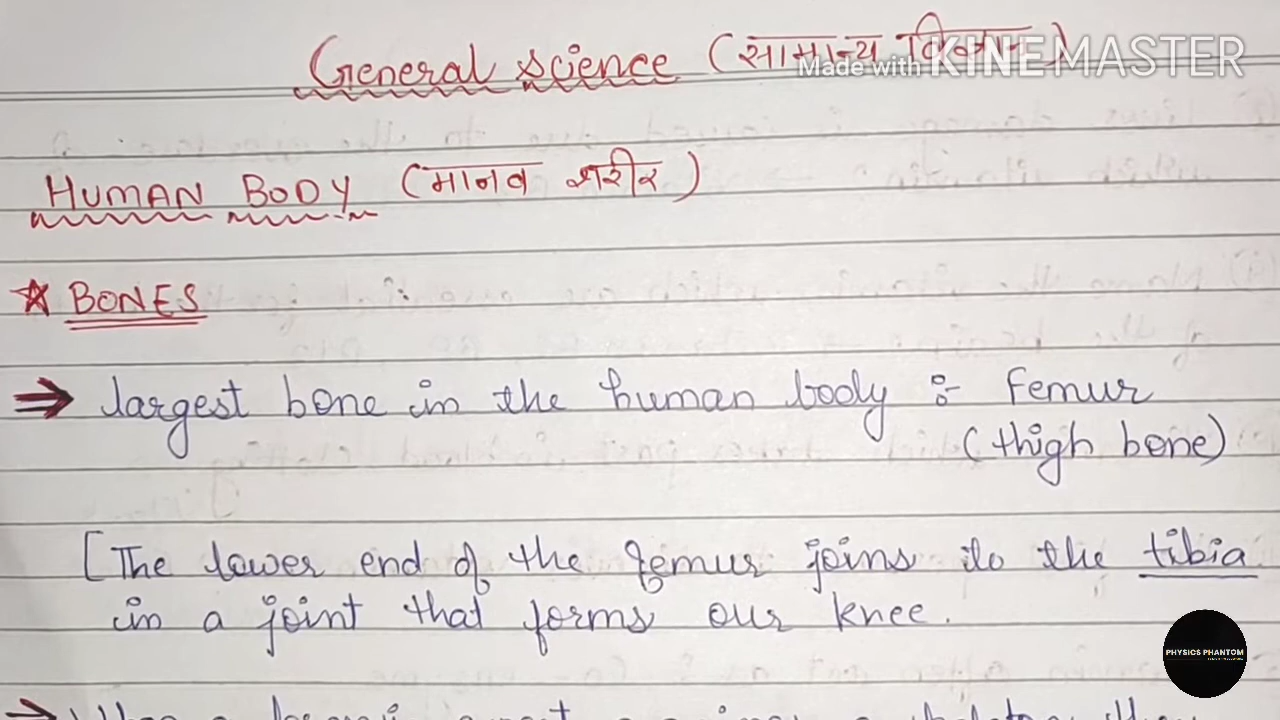 General science (सामान्य विज्ञान)
Made with KINEMASTER
HUMAN BODY (मानव शरीर)
★ BONES
⇒ largest bone in the human body :- Femur
(thigh bone)
[The lower end of the femur joins to the tibia
in a joint that forms our knee.
PHYSICS PHANTOM
⇒ When a